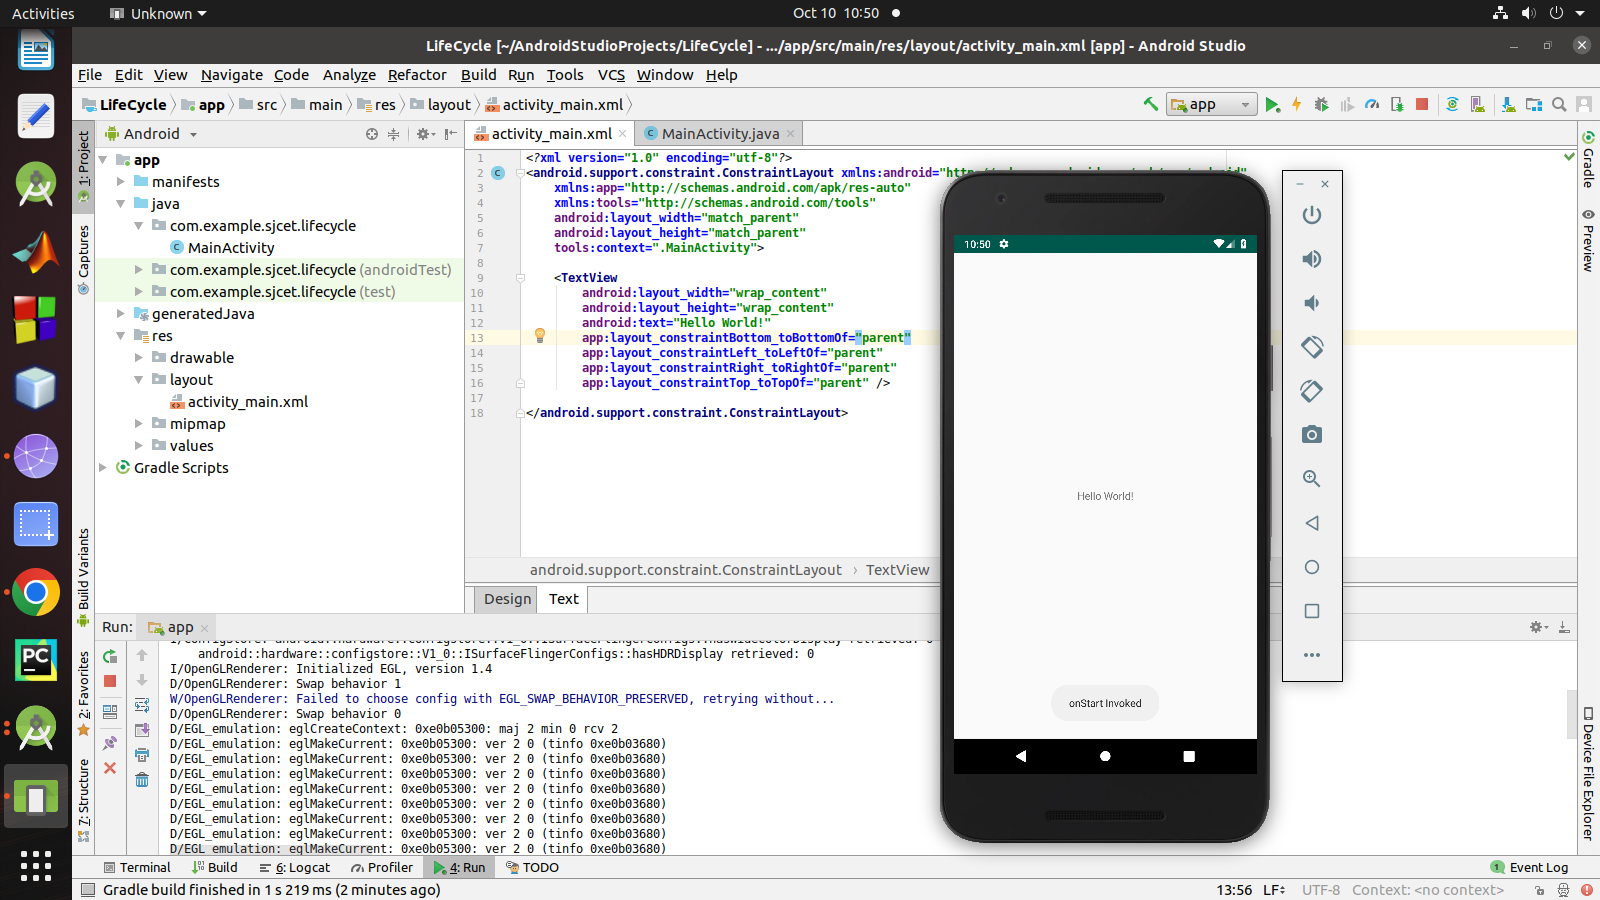 Activities
Unknown
Oct 10 10:50
LifeCycle [~/AndroidStudioProjects/LifeCycle] - .../app/src/main/res/layout/activity_main.xml [app] - Android Studio
File Edit View Navigate Code Analyze Refactor Build Run Tools VCS Window Help
LifeCycle app src main res layout activity_main.xml
app
1: Project
Captures
Build Variants
2: Favorites
7: Structure
Android
app
manifests
java
com.example.sjcet.lifecycle
MainActivity
com.example.sjcet.lifecycle (androidTest)
com.example.sjcet.lifecycle (test)
generatedJava
res
drawable
layout
activity_main.xml
mipmap
values
Gradle Scripts
activity_main.xml
MainActivity.java
1 <?xml version="1.0" encoding="utf-8"?>
2 <android.support.constraint.ConstraintLayout xmlns:android="http:
3 xmlns:app="http://schemas.android.com/apk/res-auto"
4 xmlns:tools="http://schemas.android.com/tools"
5 android:layout_width="match_parent"
6 android:layout_height="match_parent"
7 tools:context=".MainActivity">
8
9 <TextView
10 android:layout_width="wrap_content"
11 android:layout_height="wrap_content"
12 android:text="Hello World!"
13 app:layout_constraintBottom_toBottomOf="parent"
14 app:layout_constraintLeft_toLeftOf="parent"
15 app:layout_constraintRight_toRightOf="parent"
16 app:layout_constraintTop_toTopOf="parent" />
17
18 </android.support.constraint.ConstraintLayout>
android.support.constraint.ConstraintLayout › TextView
Design Text
10:50
Hello World!
onStart Invoked
Gradle
Preview
Device File Explorer
Run: app
I/ConfigStore: android::hardware::configstore::V1_0::ISurfaceFlingerConfigs::hasWideColorDisplay retrieved: 0
android::hardware::configstore::V1_0::ISurfaceFlingerConfigs::hasHDRDisplay retrieved: 0
I/OpenGLRenderer: Initialized EGL, version 1.4
D/OpenGLRenderer: Swap behavior 1
W/OpenGLRenderer: Failed to choose config with EGL_SWAP_BEHAVIOR_PRESERVED, retrying without...
D/OpenGLRenderer: Swap behavior 0
D/EGL_emulation: eglCreateContext: 0xe0b05300: maj 2 min 0 rcv 2
D/EGL_emulation: eglMakeCurrent: 0xe0b05300: ver 2 0 (tinfo 0xe0b03680)
D/EGL_emulation: eglMakeCurrent: 0xe0b05300: ver 2 0 (tinfo 0xe0b03680)
D/EGL_emulation: eglMakeCurrent: 0xe0b05300: ver 2 0 (tinfo 0xe0b03680)
D/EGL_emulation: eglMakeCurrent: 0xe0b05300: ver 2 0 (tinfo 0xe0b03680)
D/EGL_emulation: eglMakeCurrent: 0xe0b05300: ver 2 0 (tinfo 0xe0b03680)
D/EGL_emulation: eglMakeCurrent: 0xe0b05300: ver 2 0 (tinfo 0xe0b03680)
D/EGL_emulation: eglMakeCurrent: 0xe0b05300: ver 2 0 (tinfo 0xe0b03680)
D/EGL_emulation: eglMakeCurrent: 0xe0b05300: ver 2 0 (tinfo 0xe0b03680)
PC
Terminal Build 6: Logcat Profiler 4: Run TODO
1 Event Log
Gradle build finished in 1 s 219 ms (2 minutes ago)
13:56 LF UTF-8 Context: <no context>